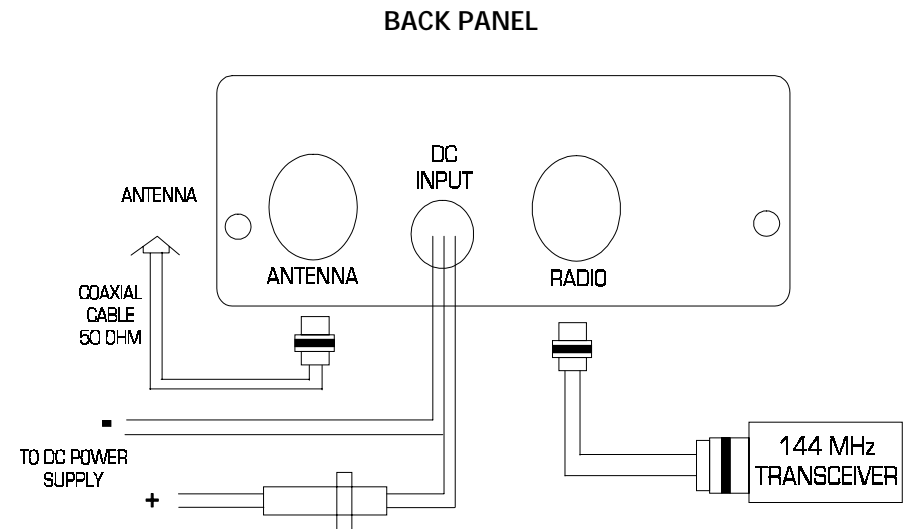 BACK PANEL
DC
INPUT
ANTENNA
ANTENNA
RADIO
COAXIAL
CABLE
50 OHM
-
TO DC POWER
SUPPLY
+
144 MHz
TRANSCEIVER